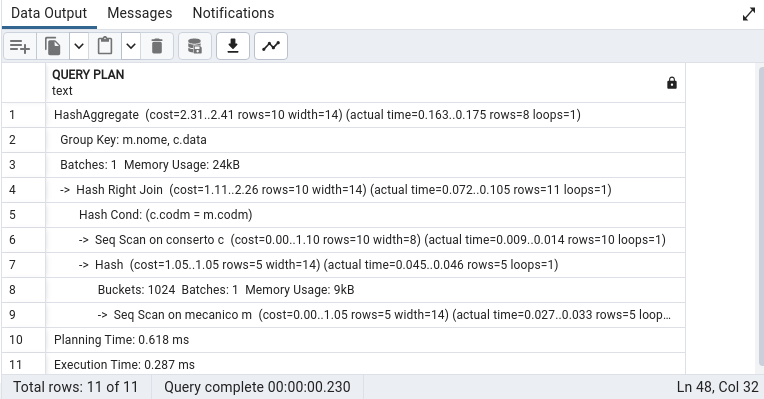 Data Output Messages Notifications
QUERY PLAN
text
1 HashAggregate (cost=2.31..2.41 rows=10 width=14) (actual time=0.163..0.175 rows=8 loops=1)
2 Group Key: m.nome, c.data
3 Batches: 1 Memory Usage: 24kB
4 -> Hash Right Join (cost=1.11..2.26 rows=10 width=14) (actual time=0.072..0.105 rows=11 loops=1)
5 Hash Cond: (c.codm = m.codm)
6 -> Seq Scan on conserto c (cost=0.00..1.10 rows=10 width=8) (actual time=0.009..0.014 rows=10 loops=1)
7 -> Hash (cost=1.05..1.05 rows=5 width=14) (actual time=0.045..0.046 rows=5 loops=1)
8 Buckets: 1024 Batches: 1 Memory Usage: 9kB
9 -> Seq Scan on mecanico m (cost=0.00..1.05 rows=5 width=14) (actual time=0.027..0.033 rows=5 loop…
10 Planning Time: 0.618 ms
11 Execution Time: 0.287 ms
Total rows: 11 of 11 Query complete 00:00:00.230 Ln 48, Col 32